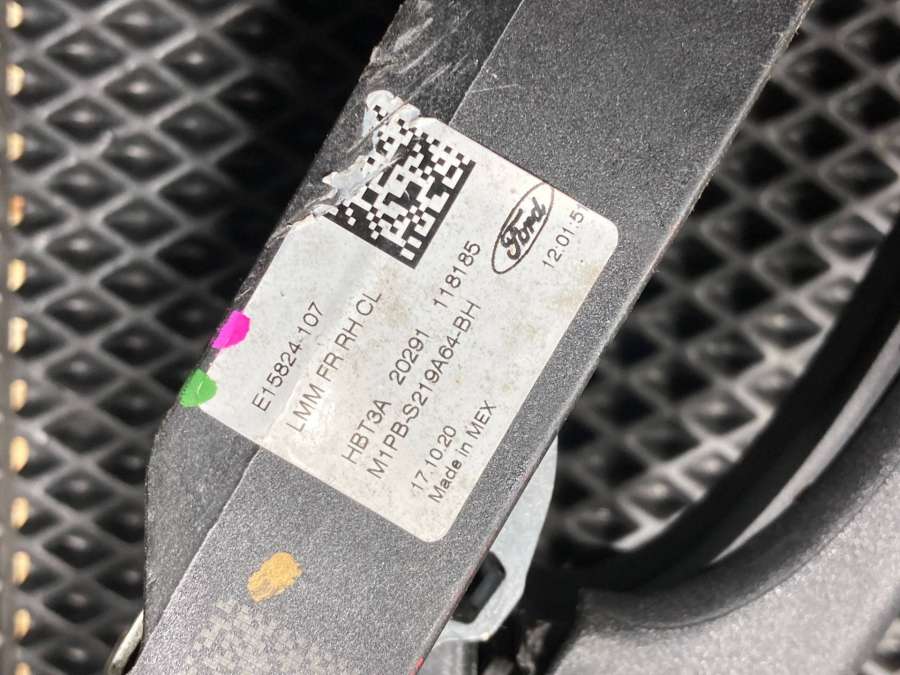 E15824-107
LMM FR RH CL
HBT3A 20291 118185
M1PB-S219A64-BH
17.10.20
Made in MEX
Ford
12:01:5